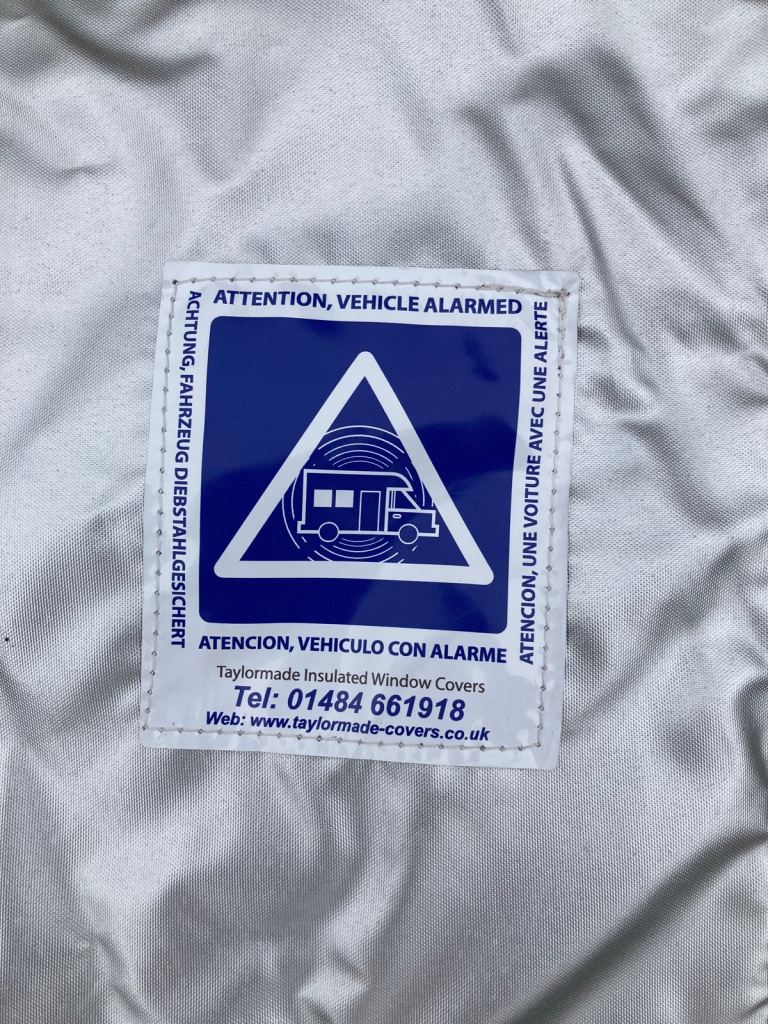 ATTENTION, VEHICLE ALARMED
ACHTUNG, FAHRZEUG DIEBSTAHLGESICHERT
ATENCION, UNE VOITURE AVEC UNE ALERTE
ATENCION, VEHICULO CON ALARME
Taylormade Insulated Window Covers
Tel: 01484 661918
Web: www.taylormade-covers.co.uk